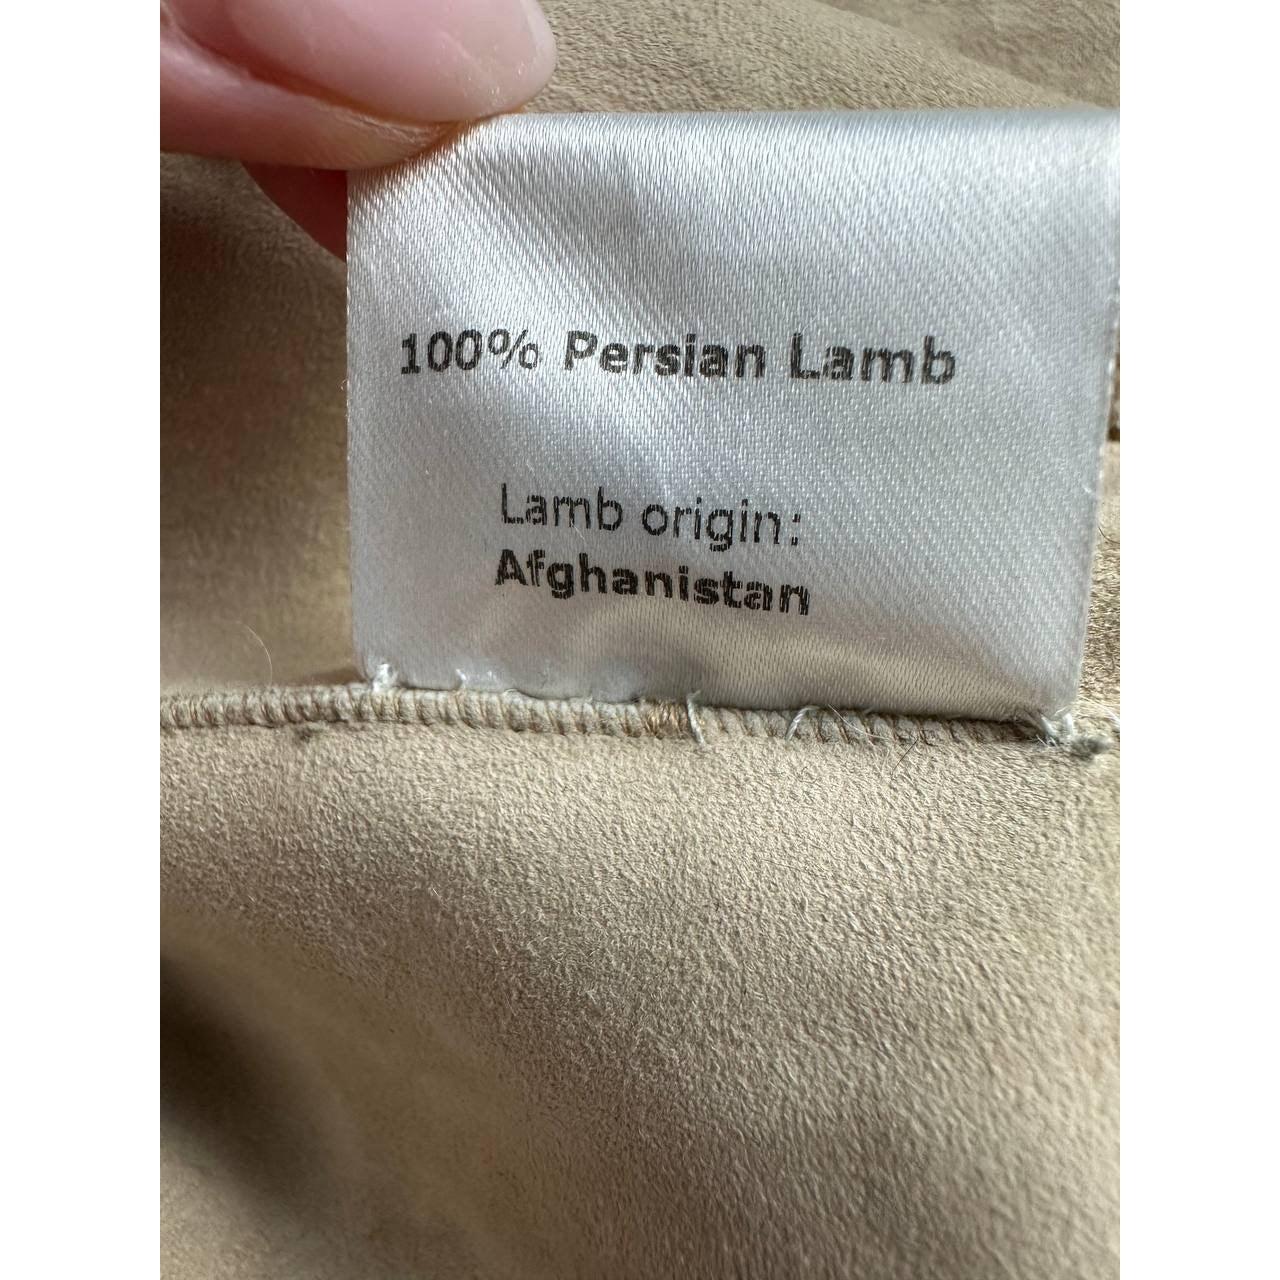 100% Persian Lamb
Lamb origin:
Afghanistan